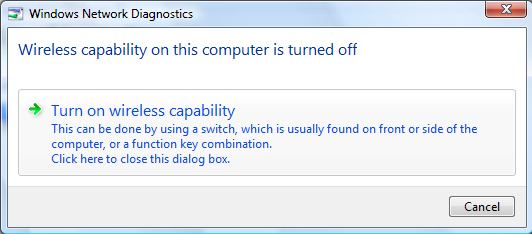 Windows Network Diagnostics
Wireless capability on this computer is turned off
Turn on wireless capability
This can be done by using a switch, which is usually found on front or side of the
computer, or a function key combination.
Click here to close this dialog box.
Cancel